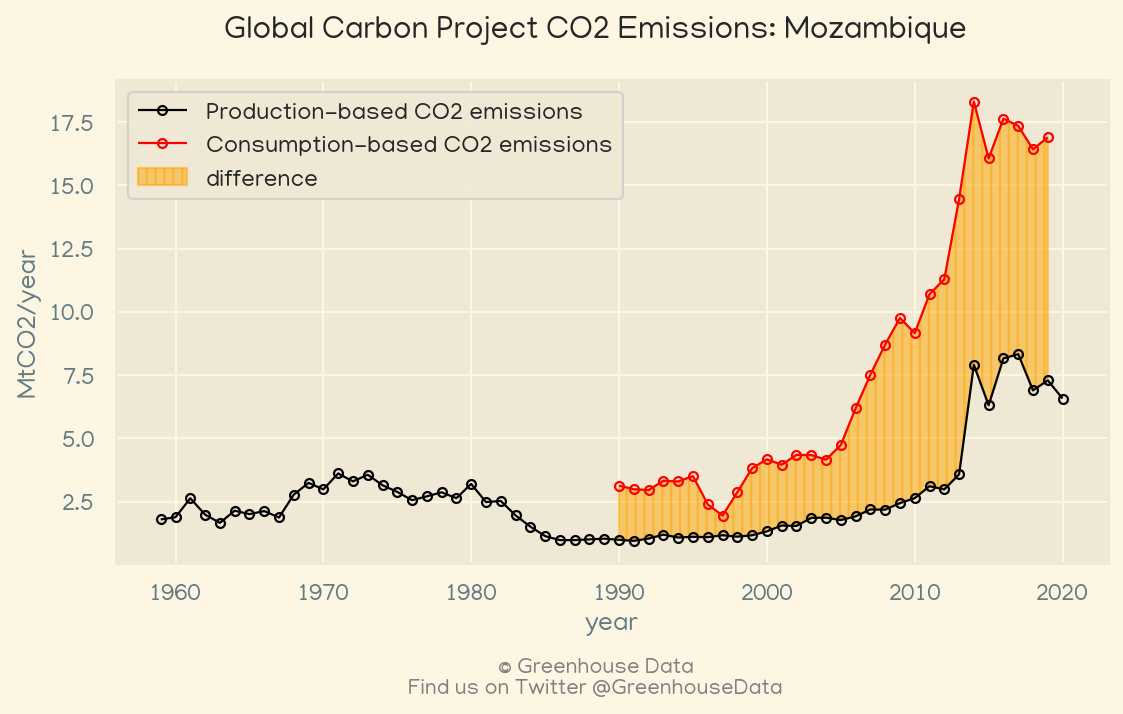 Global Carbon Project CO2 Emissions: Mozambique
Production-based CO2 emissions
Consumption-based CO2 emissions
difference
17.5
15.0
12.5
10.0
7.5
5.0
2.5
MtCO2/year
1960 1970 1980 1990 2000 2010 2020
year
© Greenhouse Data
Find us on Twitter @GreenhouseData